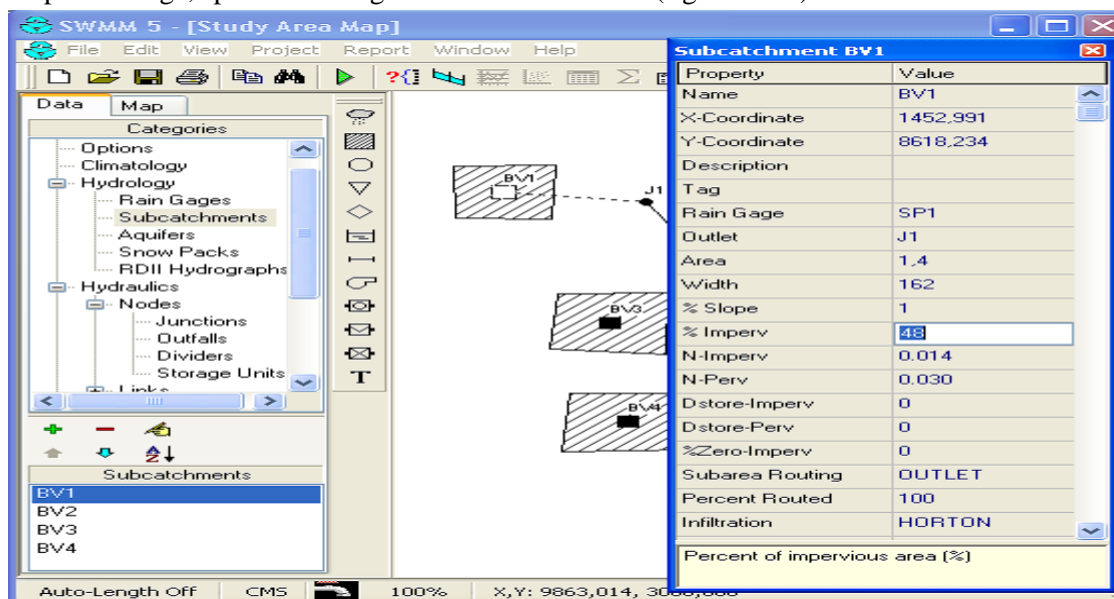 SWMM 5 - [Study Area Map]
File Edit View Project Report Window Help
Data Map
Categories
Options
Climatology
Hydrology
Rain Gages
Subcatchments
Aquifers
Snow Packs
RDII Hydrographs
Hydraulics
Nodes
Junctions
Outfalls
Dividers
Storage Units
Links
Subcatchments
BV1
BV2
BV3
BV4
T
BV1
J1
BV3
BV4
Subcatchment BV1
Property Value
Name BV1
X-Coordinate 1452,991
Y-Coordinate 8618,234
Description
Tag
Rain Gage SP1
Outlet J1
Area 1,4
Width 162
% Slope 1
% Imperv 48
N-Imperv 0.014
N-Perv 0.030
Dstore-Imperv 0
Dstore-Perv 0
%Zero-Imperv 0
Subarea Routing OUTLET
Percent Routed 100
Infiltration HORTON
Percent of impervious area (%)
Auto-Length Off CMS 100% X,Y: 9863,014,